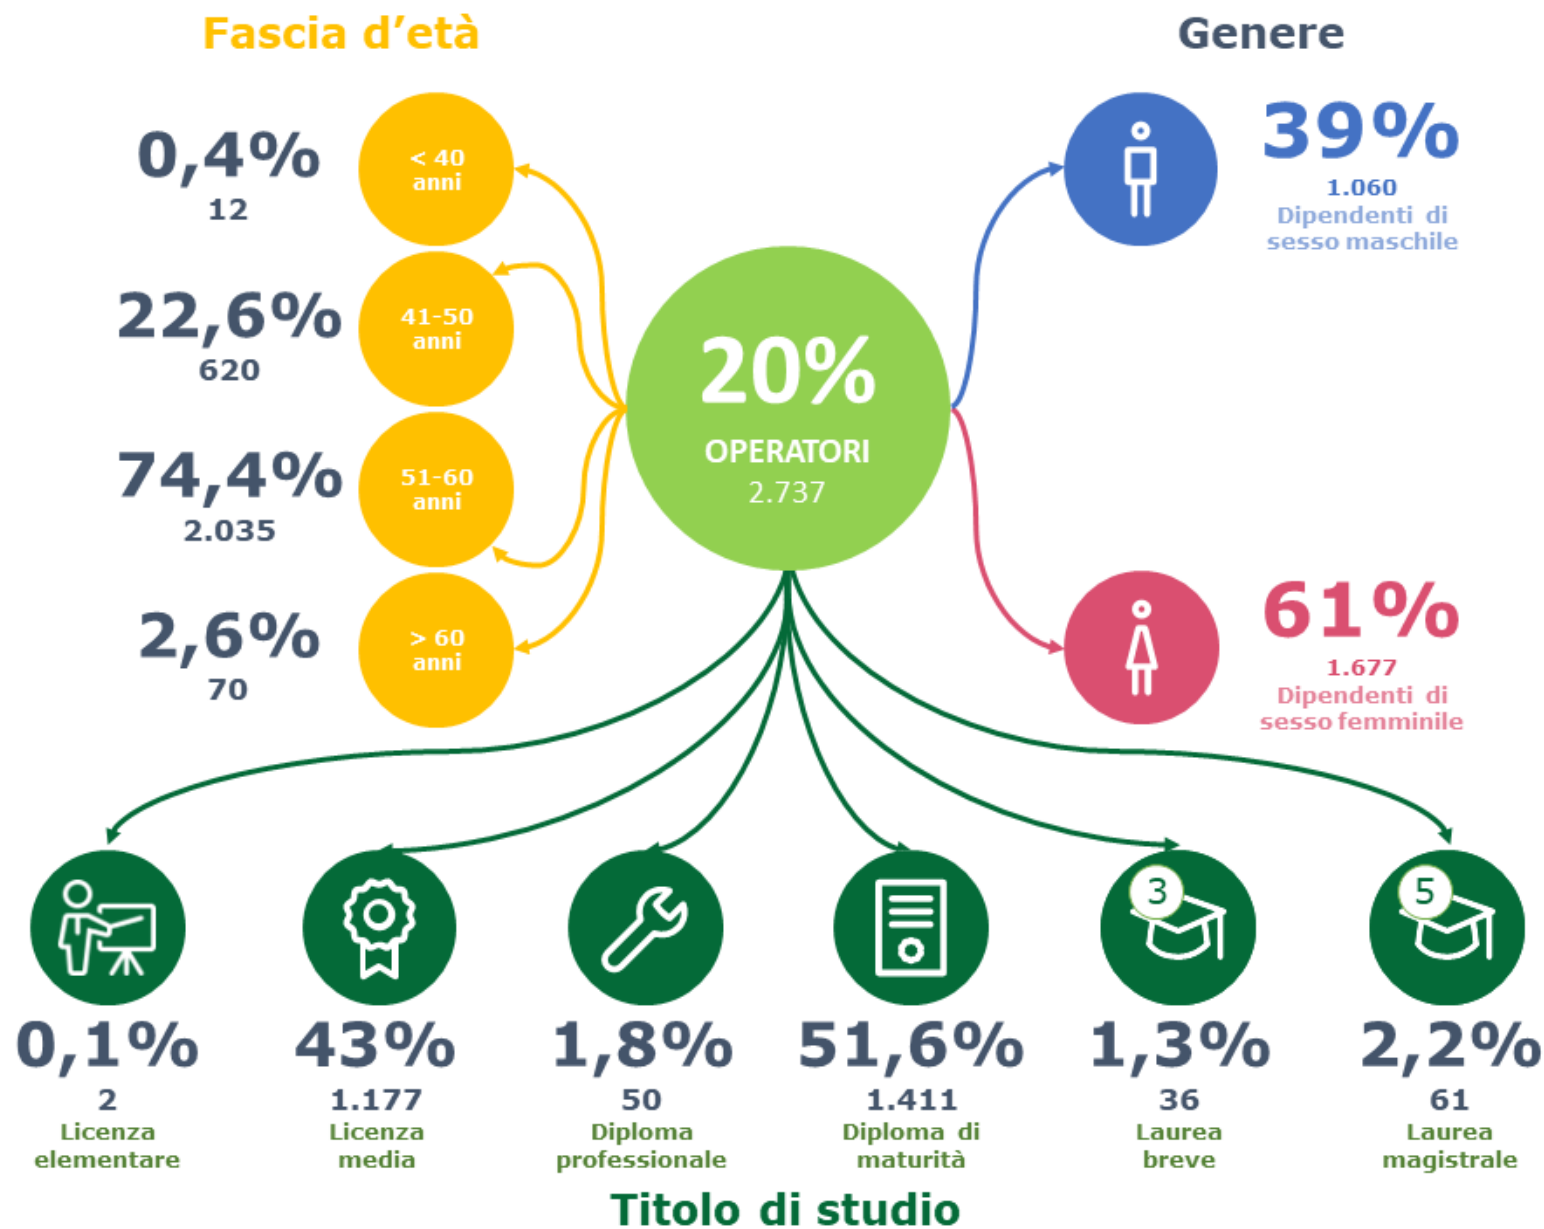 Fascia d'età
0,4%
12
< 40
anni
22,6%
620
41-50
anni
74,4%
2.035
51-60
anni
2,6%
70
> 60
anni
20%
OPERATORI
2.737
Genere
39%
1.060
Dipendenti di
sesso maschile
61%
1.677
Dipendenti di
sesso femminile
0,1%
2
Licenza
elementare
43%
1.177
Licenza
media
1,8%
50
Diploma
professionale
51,6%
1.411
Diploma di
maturità
3
1,3%
36
Laurea
breve
5
2,2%
61
Laurea
magistrale
Titolo di studio